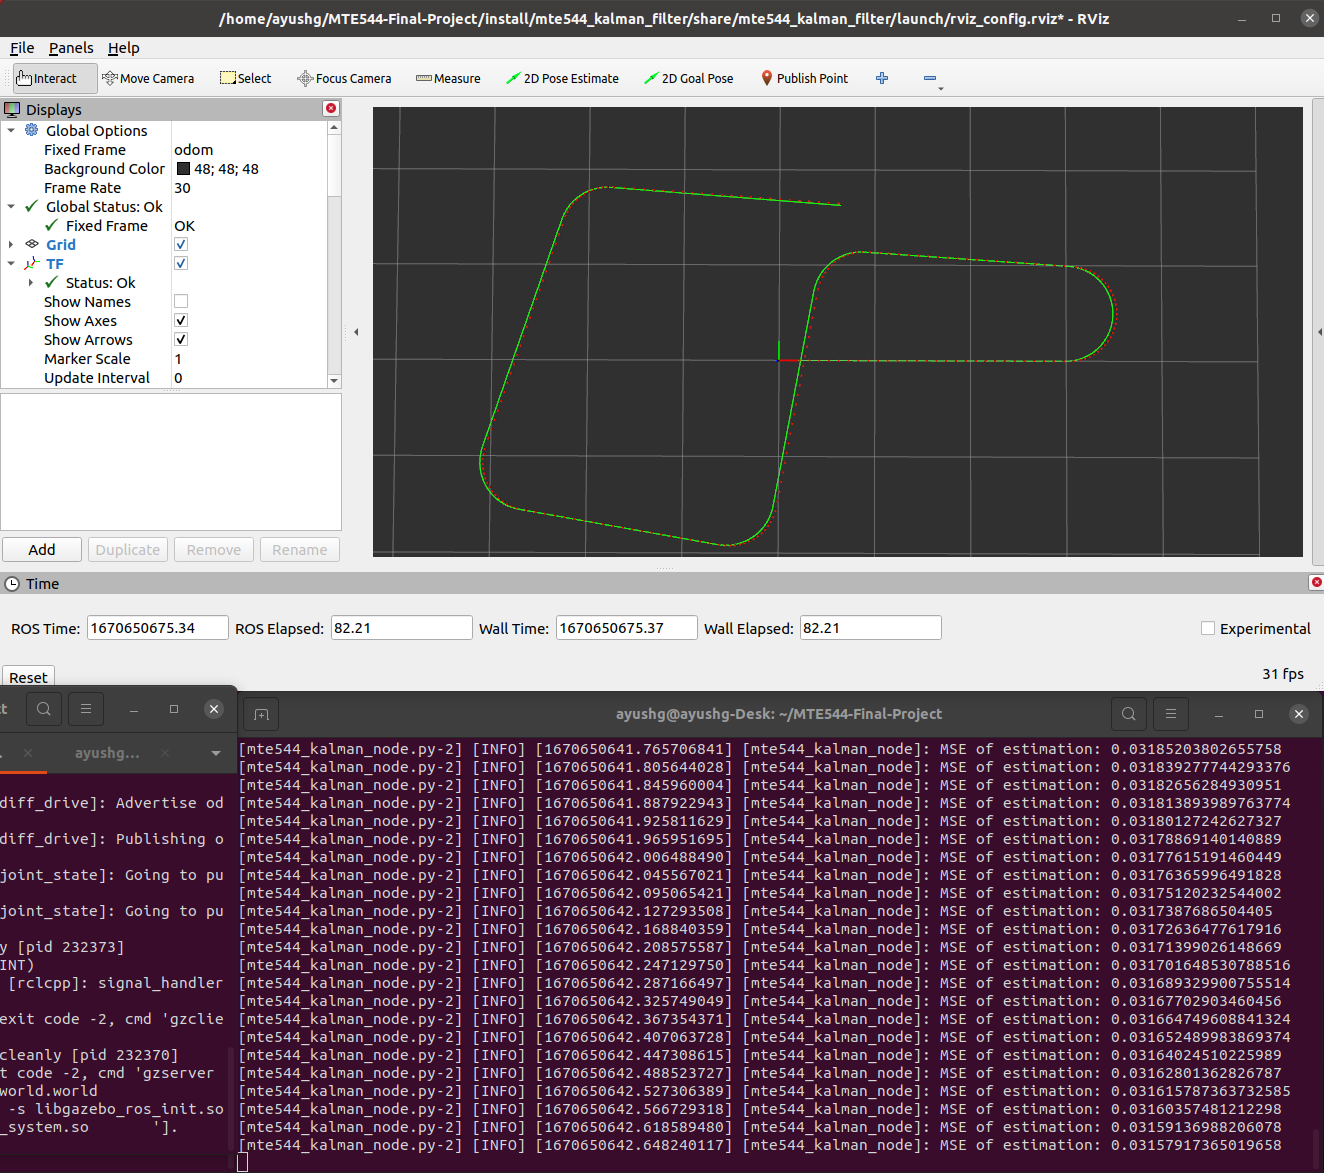 /home/ayushg/MTE544-Final-Project/install/mte544_kalman_filter/share/mte544_kalman_filter/launch/rviz_config.rviz* - RViz
File Panels Help
Interact Move Camera Select Focus Camera Measure 2D Pose Estimate 2D Goal Pose Publish Point
Displays
Global Options
Fixed Frame odom
Background Color 48; 48; 48
Frame Rate 30
Global Status: Ok
Fixed Frame OK
Grid
TF
Status: Ok
Show Names
Show Axes
Show Arrows
Marker Scale 1
Update Interval 0
Add Duplicate Remove Rename
Time
ROS Time: 1670650675.34 ROS Elapsed: 82.21 Wall Time: 1670650675.37 Wall Elapsed: 82.21 Experimental
Reset 31 fps
ct
ayushg...
diff_drive]: Advertise od
diff_drive]: Publishing o
joint_state]: Going to pu
joint_state]: Going to pu
y [pid 232373]
INT)
[rclcpp]: signal_handler
exit code -2, cmd 'gzclie
cleanly [pid 232370]
t code -2, cmd 'gzserver
world.world
-s libgazebo_ros_init.so
_system.so '].
ayushg@ayushg-Desk: ~/MTE544-Final-Project
[mte544_kalman_node.py-2] [INFO] [1670650641.765706841] [mte544_kalman_node]: MSE of estimation: 0.03185203802655758
[mte544_kalman_node.py-2] [INFO] [1670650641.805644028] [mte544_kalman_node]: MSE of estimation: 0.031839277744293376
[mte544_kalman_node.py-2] [INFO] [1670650641.845960004] [mte544_kalman_node]: MSE of estimation: 0.03182656284930951
[mte544_kalman_node.py-2] [INFO] [1670650641.887922943] [mte544_kalman_node]: MSE of estimation: 0.031813893989763774
[mte544_kalman_node.py-2] [INFO] [1670650641.925811629] [mte544_kalman_node]: MSE of estimation: 0.03180127242627327
[mte544_kalman_node.py-2] [INFO] [1670650641.965951695] [mte544_kalman_node]: MSE of estimation: 0.03178869140140889
[mte544_kalman_node.py-2] [INFO] [1670650642.006488490] [mte544_kalman_node]: MSE of estimation: 0.03177615191460449
[mte544_kalman_node.py-2] [INFO] [1670650642.045567021] [mte544_kalman_node]: MSE of estimation: 0.03176365996491828
[mte544_kalman_node.py-2] [INFO] [1670650642.095065421] [mte544_kalman_node]: MSE of estimation: 0.03175120232544002
[mte544_kalman_node.py-2] [INFO] [1670650642.127293508] [mte544_kalman_node]: MSE of estimation: 0.0317387686504405
[mte544_kalman_node.py-2] [INFO] [1670650642.168840359] [mte544_kalman_node]: MSE of estimation: 0.03172636477617916
[mte544_kalman_node.py-2] [INFO] [1670650642.208575587] [mte544_kalman_node]: MSE of estimation: 0.03171399026148669
[mte544_kalman_node.py-2] [INFO] [1670650642.247129750] [mte544_kalman_node]: MSE of estimation: 0.031701648530788516
[mte544_kalman_node.py-2] [INFO] [1670650642.287166497] [mte544_kalman_node]: MSE of estimation: 0.031689329900755514
[mte544_kalman_node.py-2] [INFO] [1670650642.325749049] [mte544_kalman_node]: MSE of estimation: 0.03167702903460456
[mte544_kalman_node.py-2] [INFO] [1670650642.367354371] [mte544_kalman_node]: MSE of estimation: 0.031664749608841324
[mte544_kalman_node.py-2] [INFO] [1670650642.407063728] [mte544_kalman_node]: MSE of estimation: 0.031652489983869374
[mte544_kalman_node.py-2] [INFO] [1670650642.447308615] [mte544_kalman_node]: MSE of estimation: 0.03164024510225989
[mte544_kalman_node.py-2] [INFO] [1670650642.488523727] [mte544_kalman_node]: MSE of estimation: 0.03162801362826787
[mte544_kalman_node.py-2] [INFO] [1670650642.527306389] [mte544_kalman_node]: MSE of estimation: 0.031615787363732585
[mte544_kalman_node.py-2] [INFO] [1670650642.566729318] [mte544_kalman_node]: MSE of estimation: 0.03160357481212298
[mte544_kalman_node.py-2] [INFO] [1670650642.618589480] [mte544_kalman_node]: MSE of estimation: 0.03159136988206078
[mte544_kalman_node.py-2] [INFO] [1670650642.648240117] [mte544_kalman_node]: MSE of estimation: 0.031579173650​19658